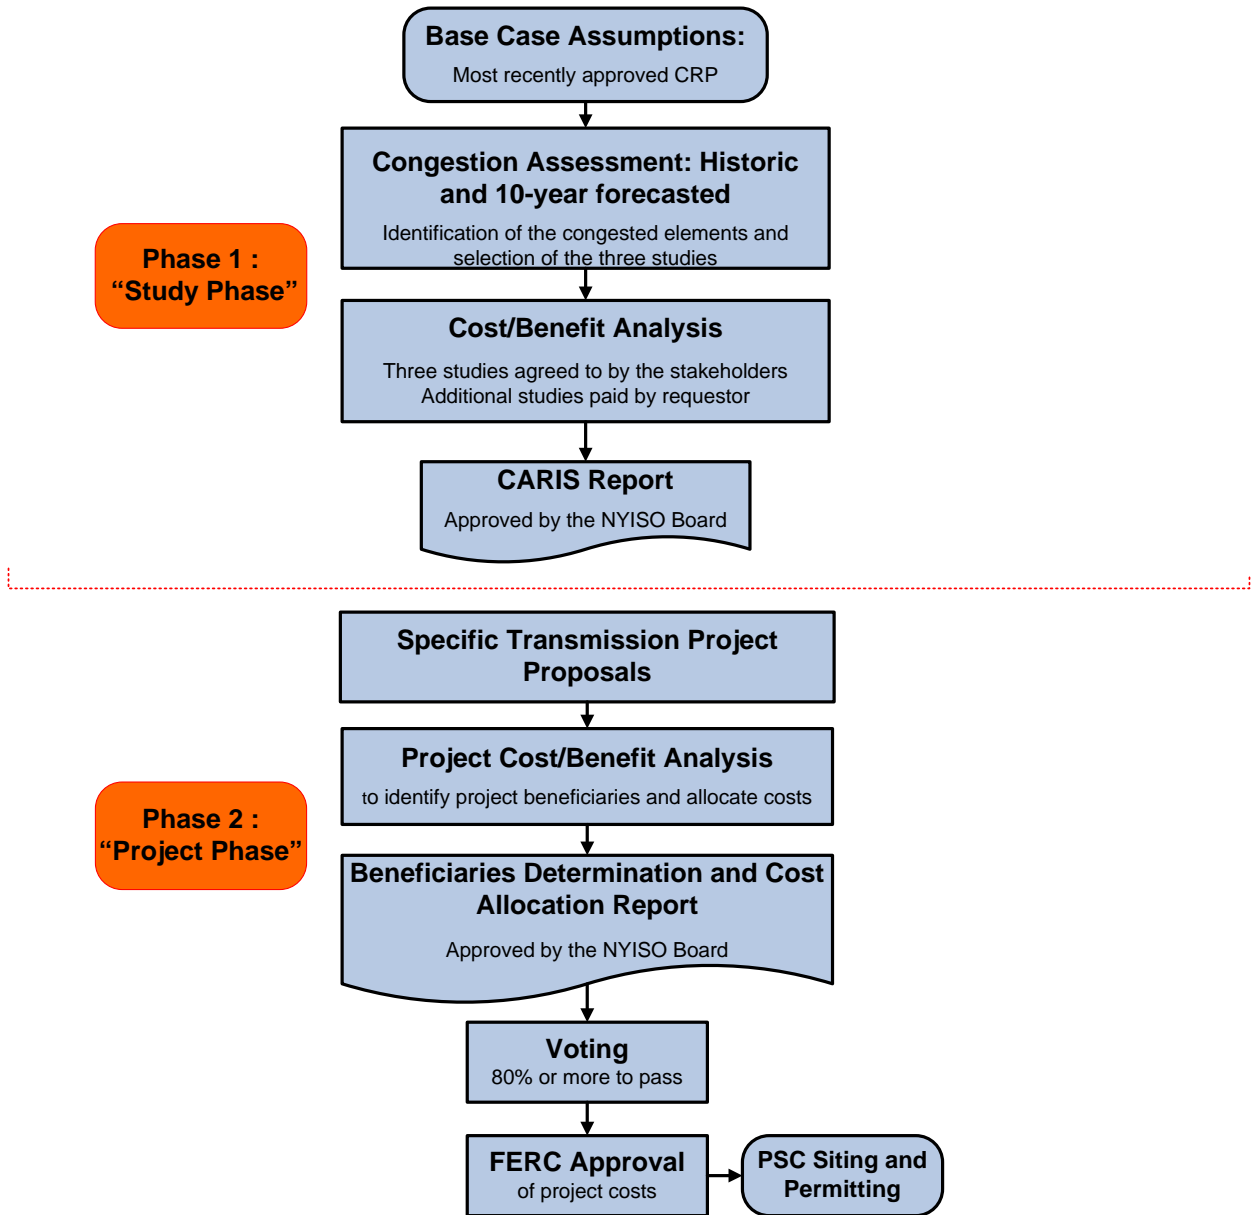 Base Case Assumptions:
Most recently approved CRP
Congestion Assessment: Historic
and 10-year forecasted
Identification of the congested elements and
selection of the three studies
Phase 1 :
“Study Phase”
Cost/Benefit Analysis
Three studies agreed to by the stakeholders
Additional studies paid by requestor
CARIS Report
Approved by the NYISO Board
Specific Transmission Project
Proposals
Project Cost/Benefit Analysis
to identify project beneficiaries and allocate costs
Phase 2 :
“Project Phase”
Beneficiaries Determination and Cost
Allocation Report
Approved by the NYISO Board
Voting
80% or more to pass
FERC Approval
of project costs
PSC Siting and
Permitting